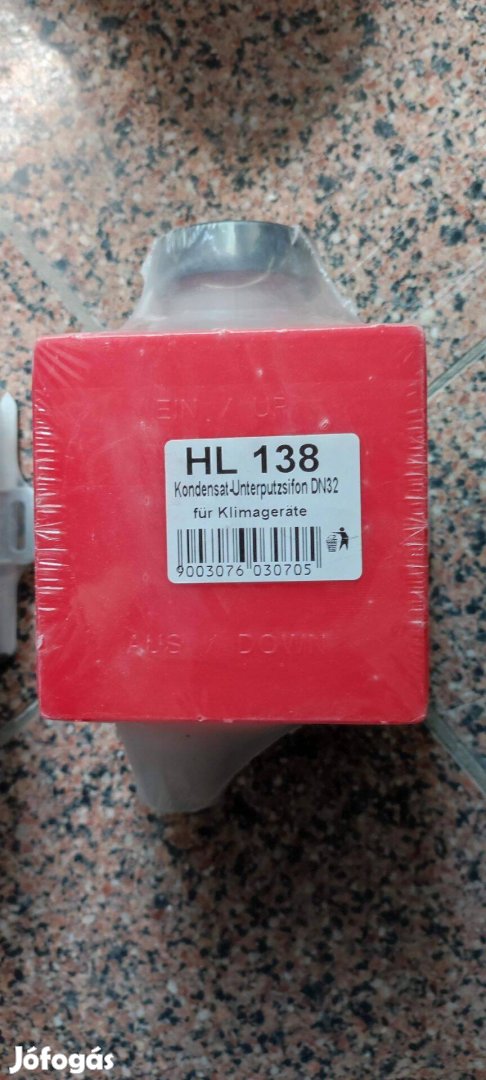 EIN / UP
HL 138
Kondensat-Unterputzsifon DN32
für Klimageräte
9003076 030705
AUS / DOWN
Jófogás